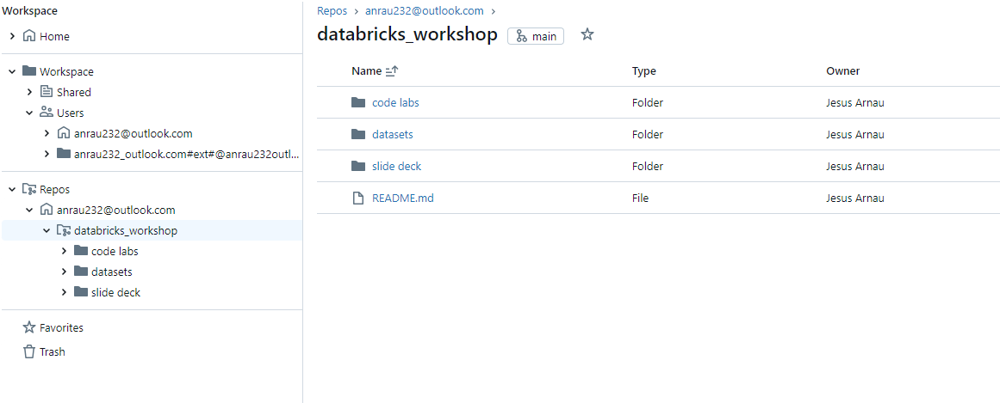 Workspace
Home
Workspace
Shared
Users
anrau232@outlook.com
anrau232_outlook.com#ext#@anrau232outl...
Repos
anrau232@outlook.com
databricks_workshop
code labs
datasets
slide deck
Favorites
Trash
Repos > anrau232@outlook.com >
databricks_workshop main
Name Type Owner
code labs Folder Jesus Arnau
datasets Folder Jesus Arnau
slide deck Folder Jesus Arnau
README.md File Jesus Arnau